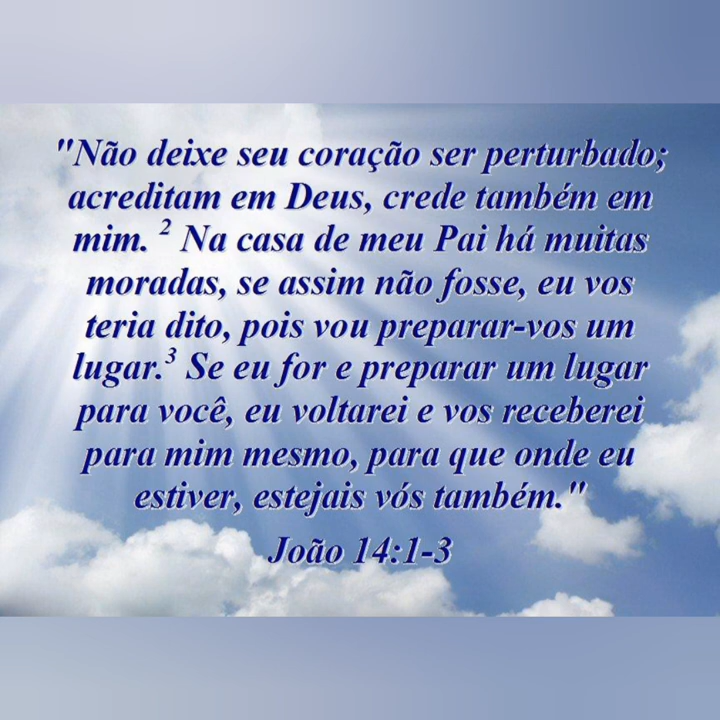 "Não deixe seu coração ser perturbado;
acreditam em Deus, crede também em
mim. 2 Na casa de meu Pai há muitas
moradas, se assim não fosse, eu vos
teria dito, pois vou preparar-vos um
lugar.3 Se eu for e preparar um lugar
para você, eu voltarei e vos receberei
para mim mesmo, para que onde eu
estiver, estejais vós também."
João 14:1-3